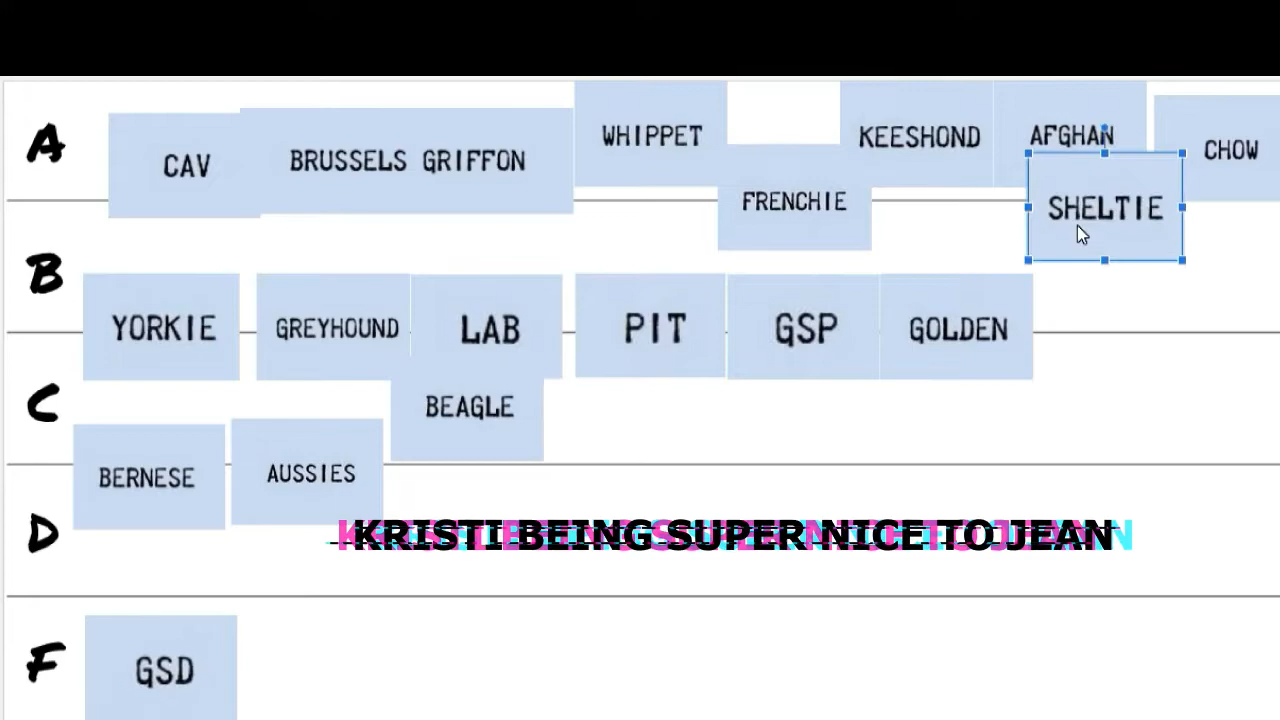 A
CAV
BRUSSELS GRIFFON
WHIPPET
FRENCHIE
KEESHOND
AFGHAN
CHOW
SHELTIE
B
YORKIE
GREYHOUND
LAB
PIT
GSP
GOLDEN
C
BEAGLE
BERNESE
AUSSIES
D
KRISTI BEING SUPER NICE TO JEAN
F
GSD